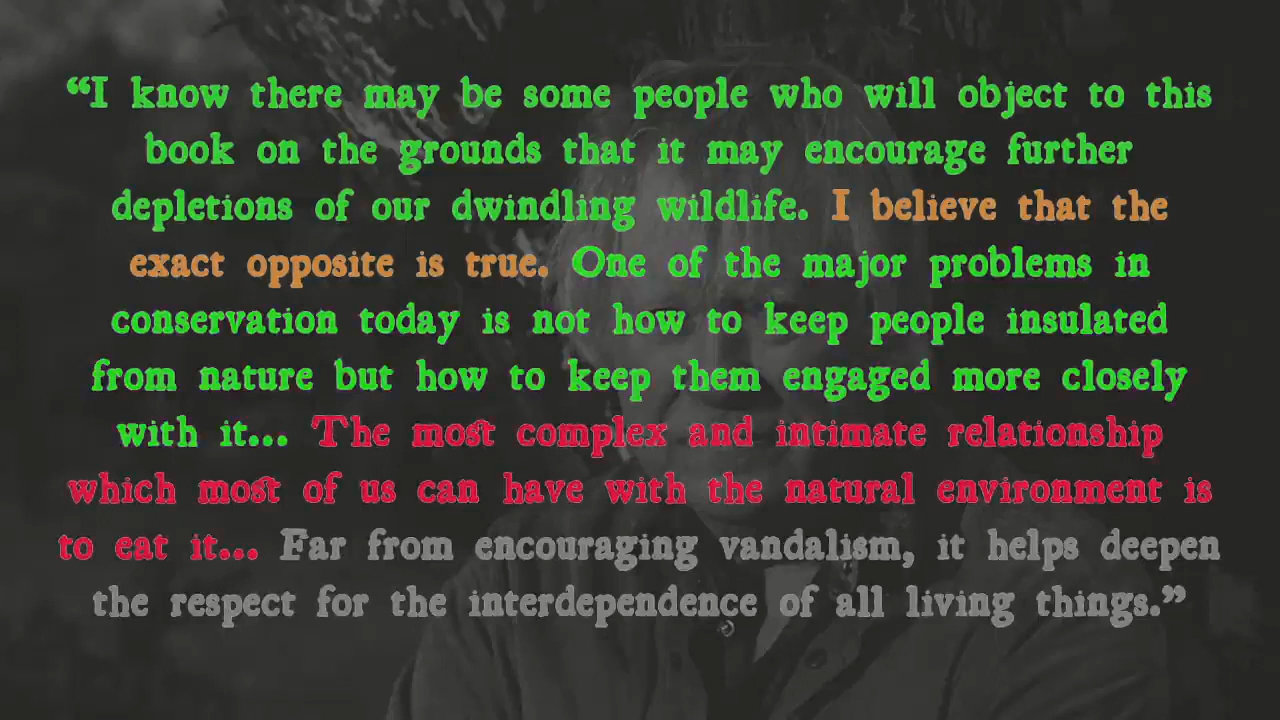 “I know there may be some people who will object to this
book on the grounds that it may encourage further
depletions of our dwindling wildlife. I believe that the
exact opposite is true. One of the major problems in
conservation today is not how to keep people insulated
from nature but how to keep them engaged more closely
with it... The most complex and intimate relationship
which most of us can have with the natural environment is
to eat it... Far from encouraging vandalism, it helps deepen
the respect for the interdependence of all living things.”